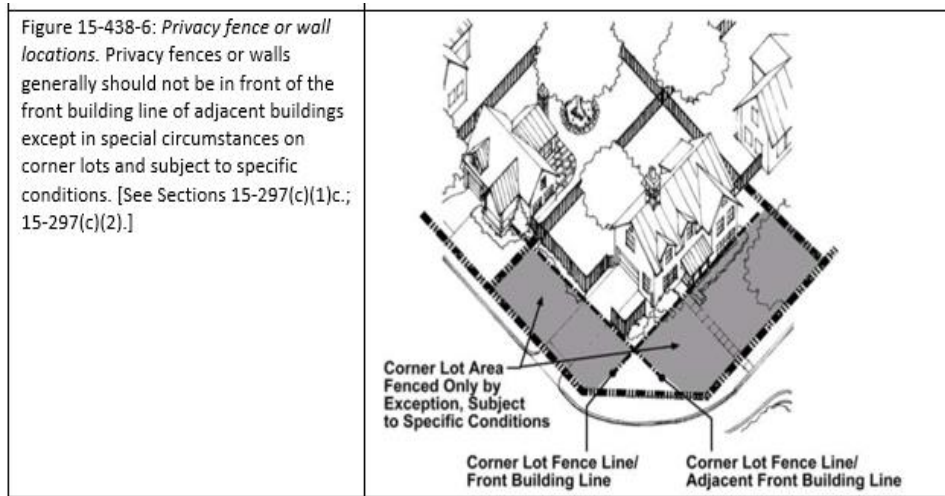 Figure 15-438-6: Privacy fence or wall
locations. Privacy fences or walls
generally should not be in front of the
front building line of adjacent buildings
except in special circumstances on
corner lots and subject to specific
conditions. [See Sections 15-297(c)(1)c.;
15-297(c)(2).]
Corner Lot Area
Fenced Only by
Exception, Subject
to Specific Conditions
Corner Lot Fence Line/
Front Building Line
Corner Lot Fence Line/
Adjacent Front Building Line